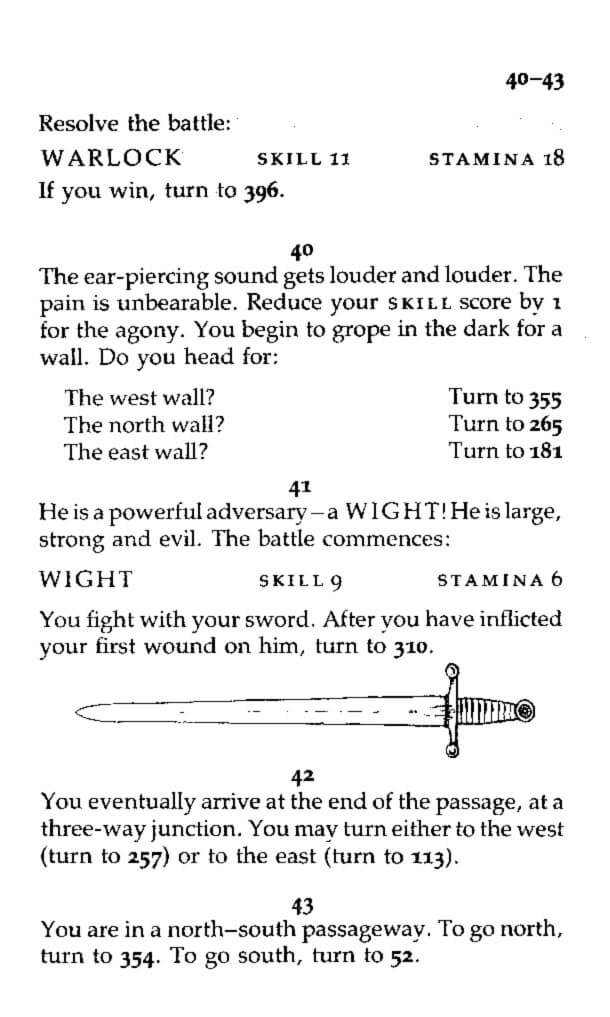 40–43
Resolve the battle:
WARLOCK SKILL 11 STAMINA 18
If you win, turn to 396.
40
The ear-piercing sound gets louder and louder. The
pain is unbearable. Reduce your SKILL score by 1
for the agony. You begin to grope in the dark for a
wall. Do you head for:
The west wall? Turn to 355
The north wall? Turn to 265
The east wall? Turn to 181
41
He is a powerful adversary – a WIGHT! He is large,
strong and evil. The battle commences:
WIGHT SKILL 9 STAMINA 6
You fight with your sword. After you have inflicted
your first wound on him, turn to 310.
42
You eventually arrive at the end of the passage, at a
three-way junction. You may turn either to the west
(turn to 257) or to the east (turn to 113).
43
You are in a north–south passageway. To go north,
turn to 354. To go south, turn to 52.